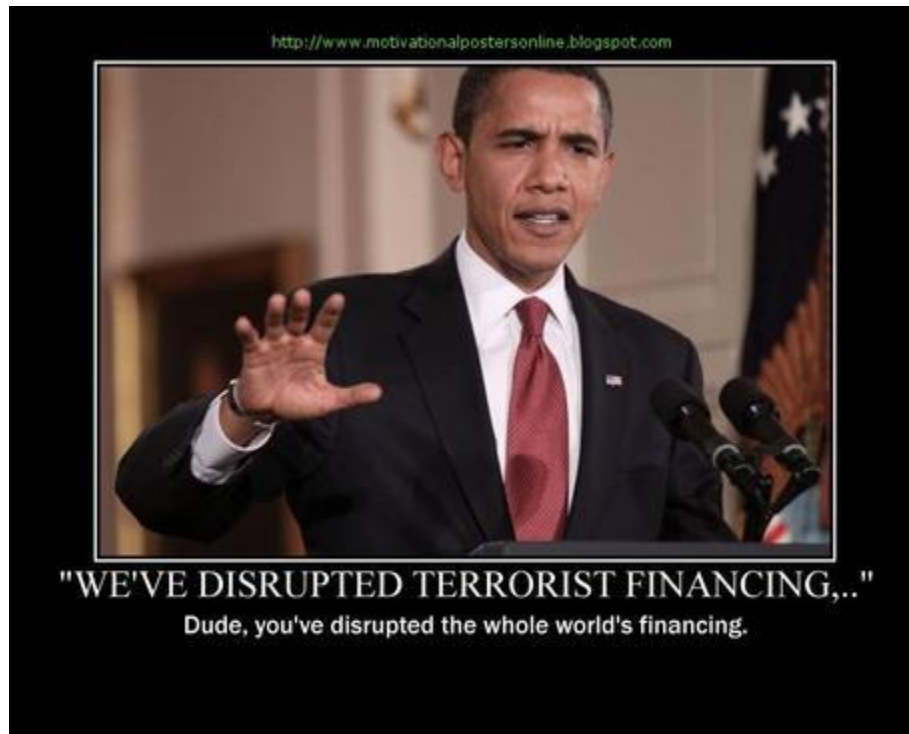 http://www.motivationalpostersonline.blogspot.com
"WE'VE DISRUPTED TERRORIST FINANCING,.."
Dude, you've disrupted the whole world's financing.